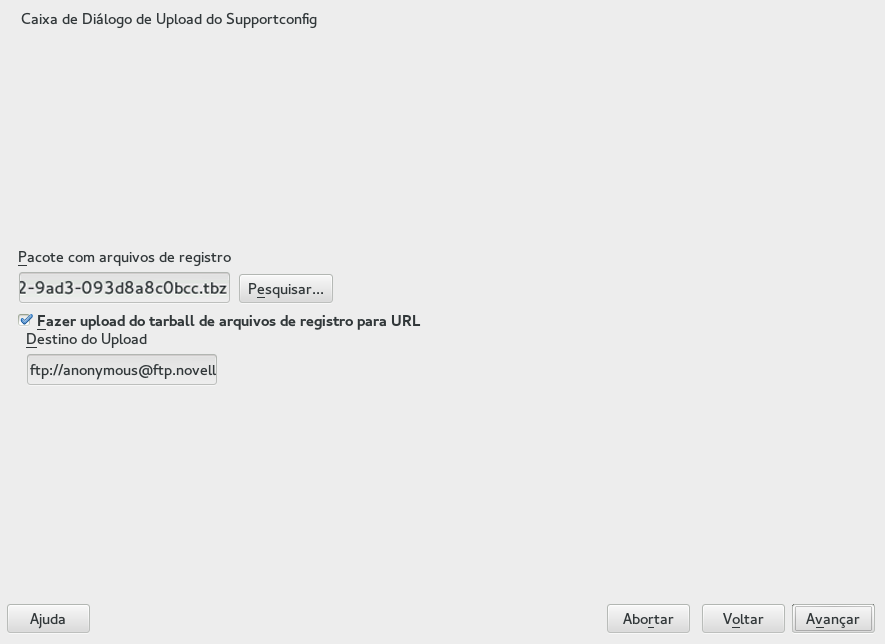 Caixa de Diálogo de Upload do Supportconfig
Pacote com arquivos de registro
2-9ad3-093d8a8c0bcc.tbz
Pesquisar...
Fazer upload do tarball de arquivos de registro para URL
Destino do Upload
ftp://anonymous@ftp.novell
Ajuda
Abortar
Voltar
Avançar